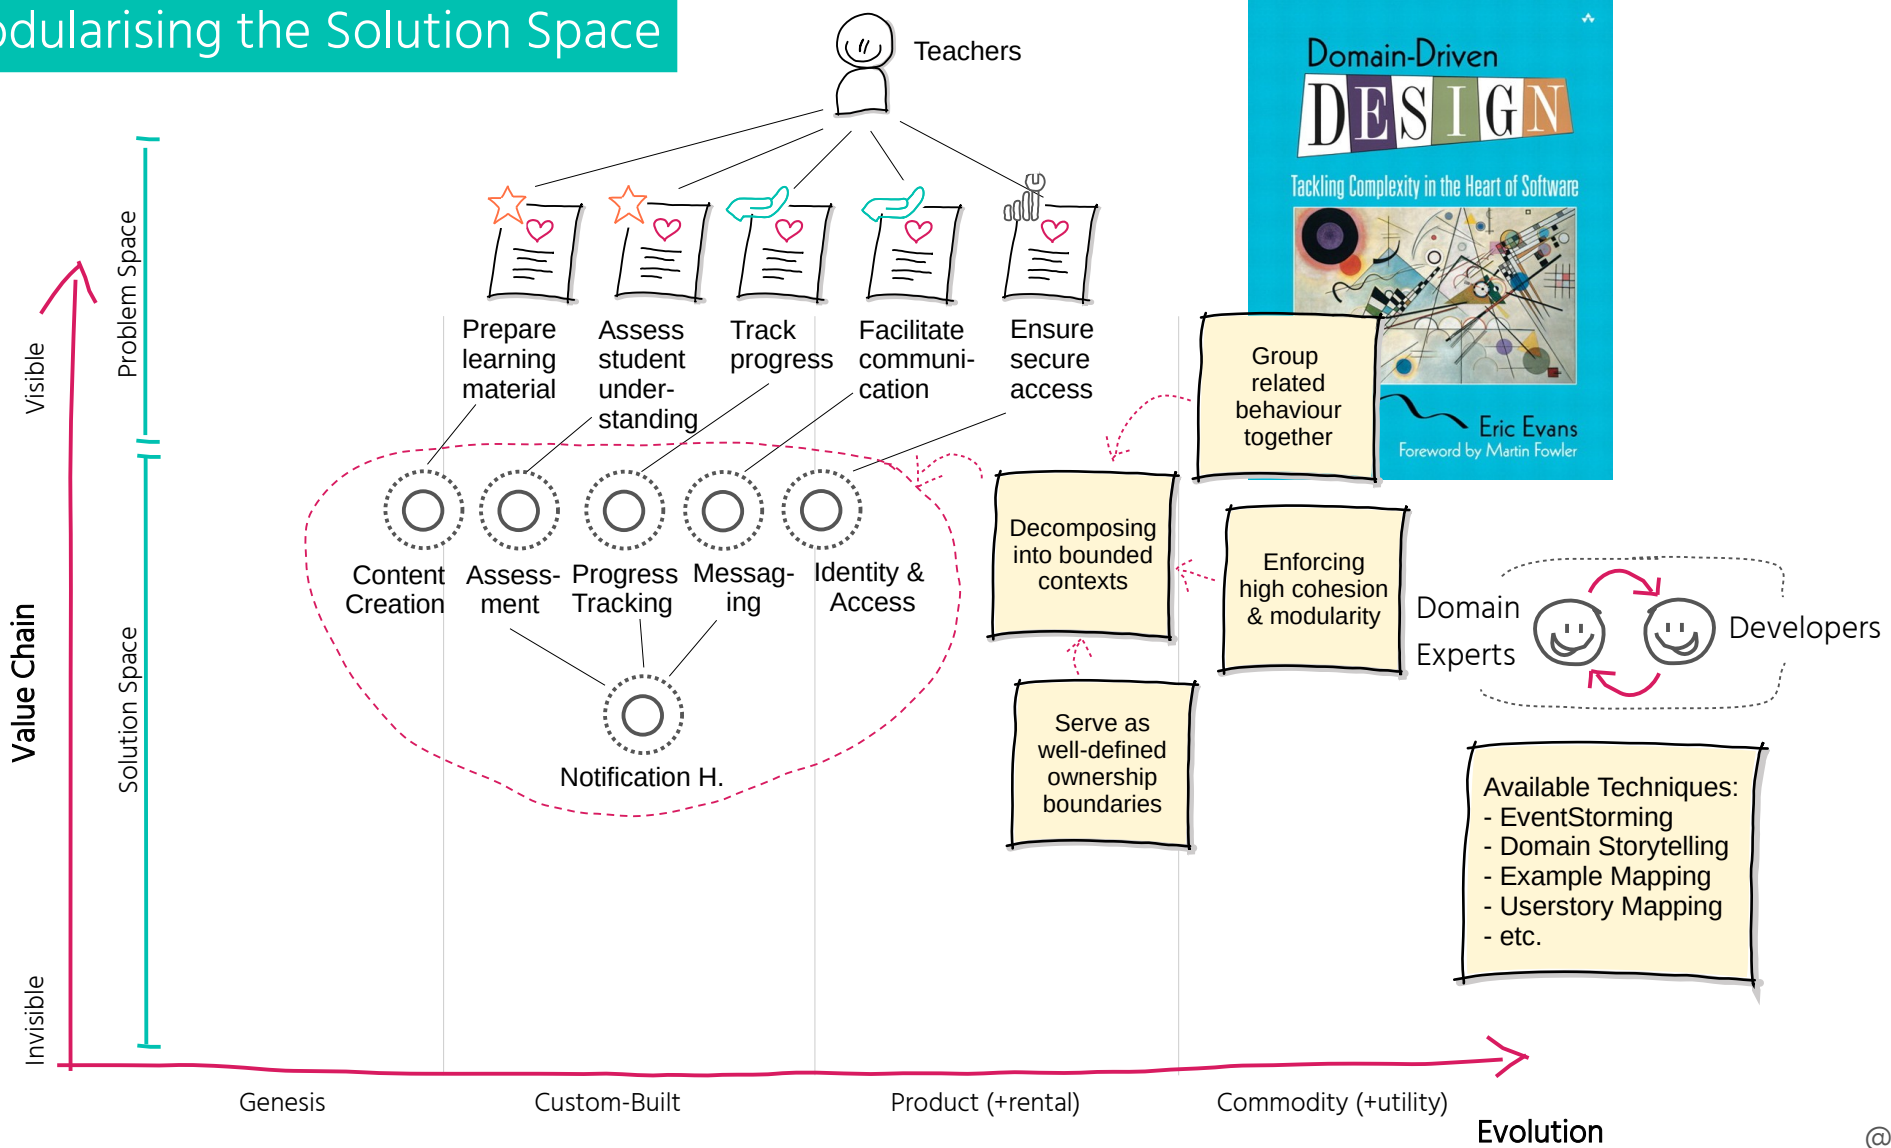 odularising the Solution Space
Teachers
Domain-Driven
DESIGN
Tackling Complexity in the Heart of Software
Eric Evans
Foreword by Martin Fowler
Problem Space
Solution Space
Visible
Value Chain
Invisible
Prepare
learning
material
Assess
student
under-
standing
Track
progress
Facilitate
communi-
cation
Ensure
secure
access
Content
Creation
Assess-
ment
Progress
Tracking
Messag-
ing
Identity &
Access
Notification H.
Group
related
behaviour
together
Decomposing
into bounded
contexts
Enforcing
high cohesion
& modularity
Serve as
well-defined
ownership
boundaries
Domain
Experts
Developers
Available Techniques:
- EventStorming
- Domain Storytelling
- Example Mapping
- Userstory Mapping
- etc.
Genesis
Custom-Built
Product (+rental)
Commodity (+utility)
Evolution
@